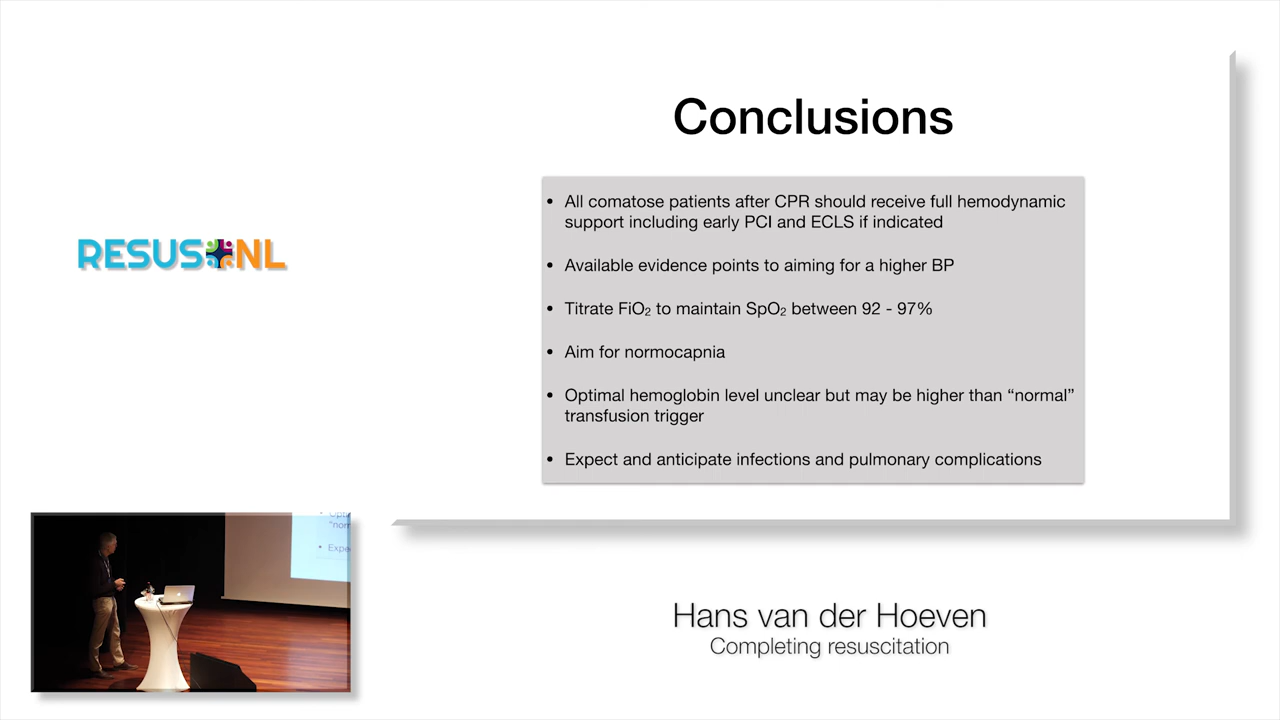 Conclusions
• All comatose patients after CPR should receive full hemodynamic
support including early PCI and ECLS if indicated
• Available evidence points to aiming for a higher BP
• Titrate FiO₂ to maintain SpO₂ between 92 - 97%
• Aim for normocapnia
• Optimal hemoglobin level unclear but may be higher than “normal”
transfusion trigger
• Expect and anticipate infections and pulmonary complications
RESUS NL
“nor
• Expe
Hans van der Hoeven
Completing resuscitation